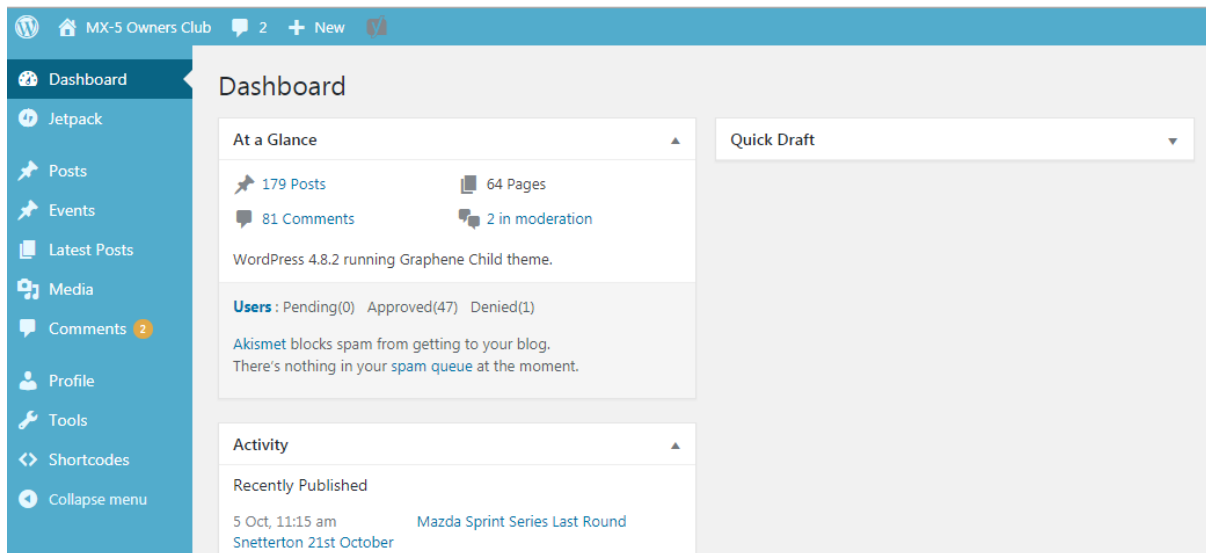 MX-5 Owners Club 2 New
Dashboard
Jetpack
Posts
Events
Latest Posts
Media
Comments 2
Profile
Tools
Shortcodes
Collapse menu
Dashboard
At a Glance
179 Posts 64 Pages
81 Comments 2 in moderation
WordPress 4.8.2 running Graphene Child theme.
Users : Pending(0) Approved(47) Denied(1)
Akismet blocks spam from getting to your blog.
There's nothing in your spam queue at the moment.
Activity
Recently Published
5 Oct, 11:15 am Mazda Sprint Series Last Round
Snetterton 21st October
Quick Draft